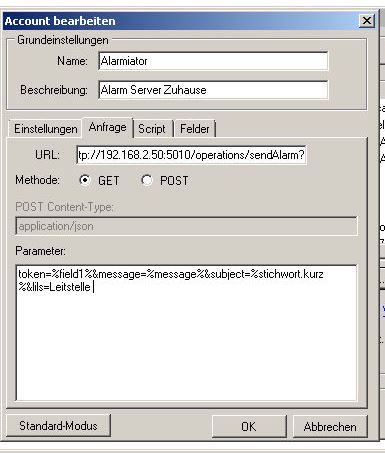 Account bearbeiten
Grundeinstellungen
Name: Alarmiator
Beschreibung: Alarm Server Zuhause
Einstellungen Anfrage Script Felder
URL: tp://192.168.2.50:5010/operations/sendAlarm?
Methode: GET POST
POST Content-Type:
application/json
Parameter:
token=%field1%&message=%message%&subject=%stichwort.kurz
%&lils=Leitstelle
Standard-Modus OK Abbrechen